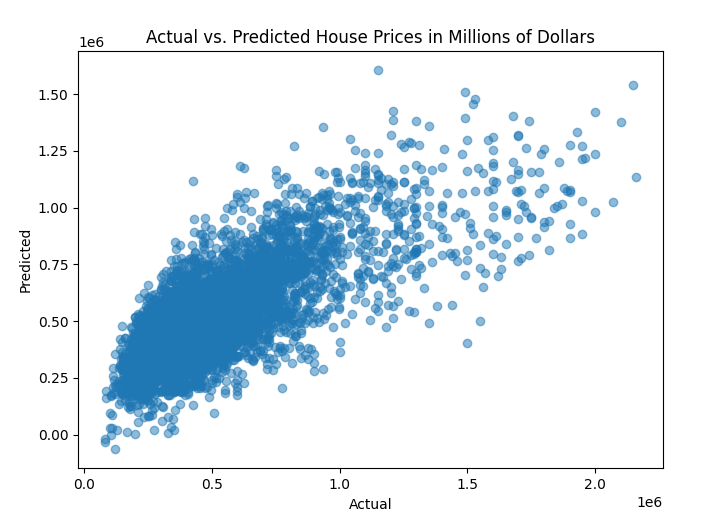 Actual vs. Predicted House Prices in Millions of Dollars
1e6
1.50
1.25
1.00
0.75
0.50
0.25
0.00
Predicted
0.0 0.5 1.0 1.5 2.0
1e6
Actual